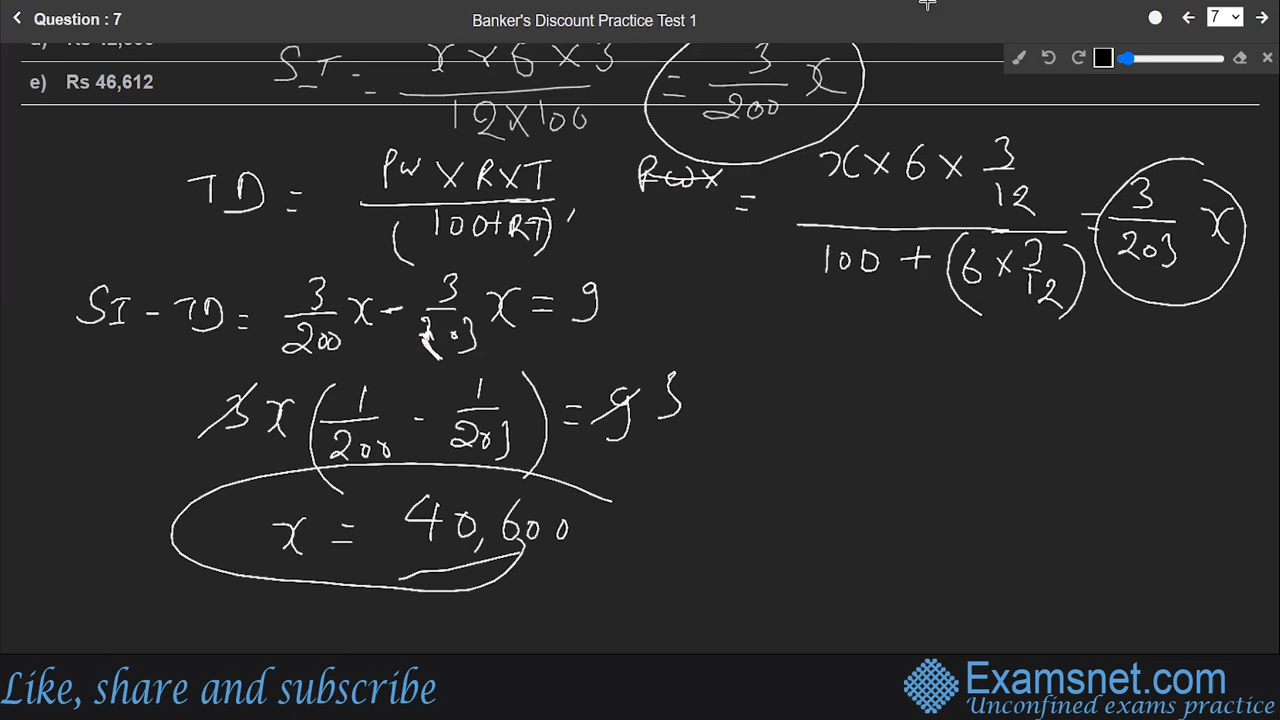 Question : 7
Banker's Discount Practice Test 1
7
SI = x × 6 × 3 / 12 × 100 = 3/200 x
e) Rs 46,612
TD = PW × R × T / (100 + RT) = x × 6 × 3/12 / 100 + (6 × 3/12) = 3/203 x
SI - TD = 3/200 x - 3/203 x = 9
3x (1/200 - 1/203) = 9 3
x = 40,600
Like, share and subscribe
Examsnet.com
Unconfined exams practice